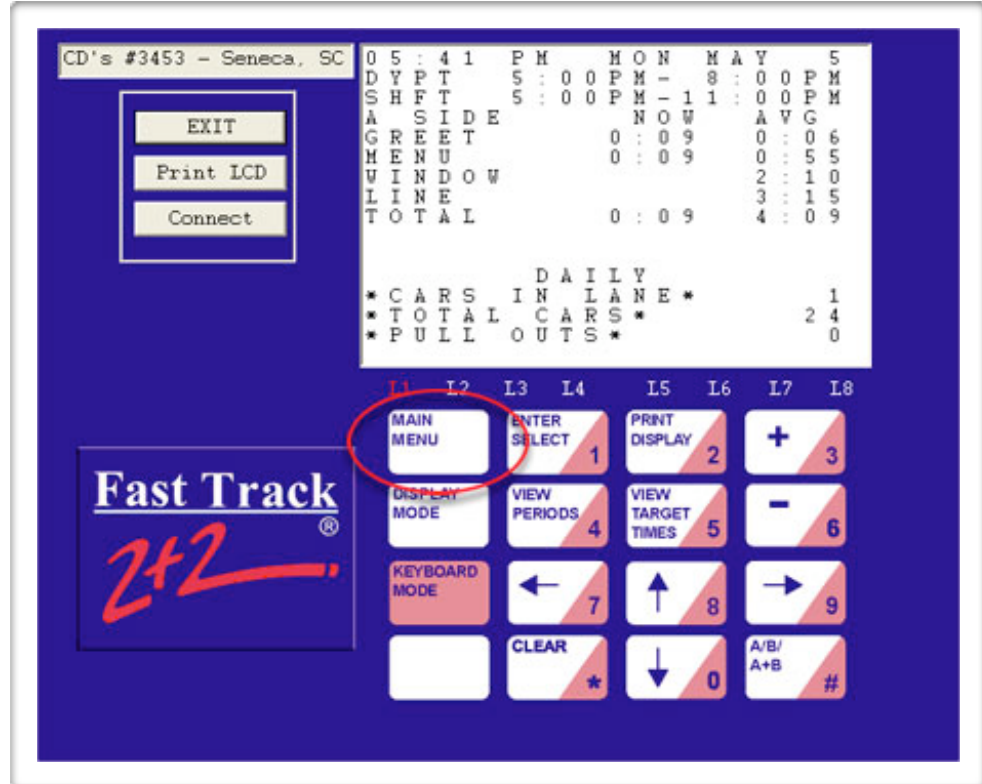 CD's #3453 - Seneca, SC
EXIT
Print LCD
Connect
05:41 PM MON MAY 5
DYPT 5:00PM- 8:00PM
SHFT 5:00PM-11:00PM
A SIDE NOW AVG
GREET 0:09 0:06
MENU 0:09 0:55
WINDOW 2:10
LINE 3:15
TOTAL 0:09 4:09
DAILY
*CARS IN LANE* 1
*TOTAL CARS* 24
*PULL OUTS* 0
L1 L2 L3 L4 L5 L6 L7 L8
MAIN
MENU
ENTER
SELECT
1
PRINT
DISPLAY
2
+
3
DISPLAY
MODE
VIEW
PERIODS
4
VIEW
TARGET
TIMES
5
-
6
KEYBOARD
MODE
←
7
↑
8
→
9
CLEAR
*
↓
0
A/B/
A+B
#
Fast Track
®
2+2